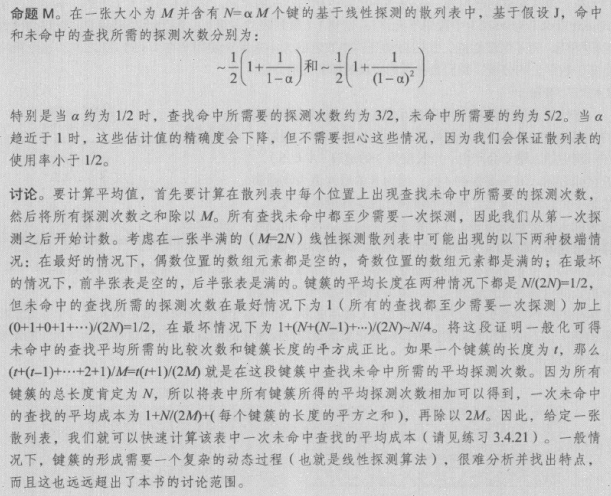 命题 M。在一张大小为 M 并含有 N= α M 个键的基于线性探测的散列表中，基于假设 J，命中
和未命中的查找所需的探测次数分别为：
~1/2(1+1/(1-α))和~1/2(1+1/(1-α)²)
特别是当 α 约为 1/2 时，查找命中所需要的探测次数约为 3/2，未命中所需要的约为 5/2。当 α
趋近于 1 时，这些估计值的精确度会下降，但不需要担心这些情况，因为我们会保证散列表的
使用率小于 1/2。
讨论。要计算平均值，首先要计算在散列表中每个位置上出现查找未命中所需要的探测次数，
然后将所有探测次数之和除以 M。所有查找未命中都至少需要一次探测，因此我们从第一次探
测之后开始计数。考虑在一张半满的（M=2N）线性探测散列表中可能出现的以下两种极端情
况：在最好的情况下，偶数位置的数组元素都是空的，奇数位置的数组元素都是满的；在最坏
的情况下，前半张表是空的，后半张表是满的。键簇的平均长度在两种情况下都是 N/(2N)=1/2，
但未命中的查找所需的探测次数在最好情况下为 1（所有的查找都至少需要一次探测）加上
(0+1+0+1+…)/(2N)=1/2，在最坏情况下为 1+(N+(N-1)+…)/(2N)~N/4。将这段证明一般化可得
未命中的查找平均所需的比较次数和键簇长度的平方成正比。如果一个键簇的长度为 t，那么
(t+(t-1)+…+2+1)/M=t(t+1)/(2M) 就是在这段键簇中查找未命中所需的平均探测次数。因为所有
键簇的总长度肯定为 N，所以将表中所有键簇所得的平均探测次数相加可以得到，一次未命中
的查找的平均成本为 1+N/(2M)+( 每个键簇的长度的平方之和 )，再除以 2M。因此，给定一张
散列表，我们就可以快速计算该表中一次未命中查找的平均成本（请见练习 3.4.21）。一般情
况下，键簇的形成需要一个复杂的动态过程（也就是线性探测算法），很难分析并找出特点，
而且这也远远超出了本书的讨论范围。